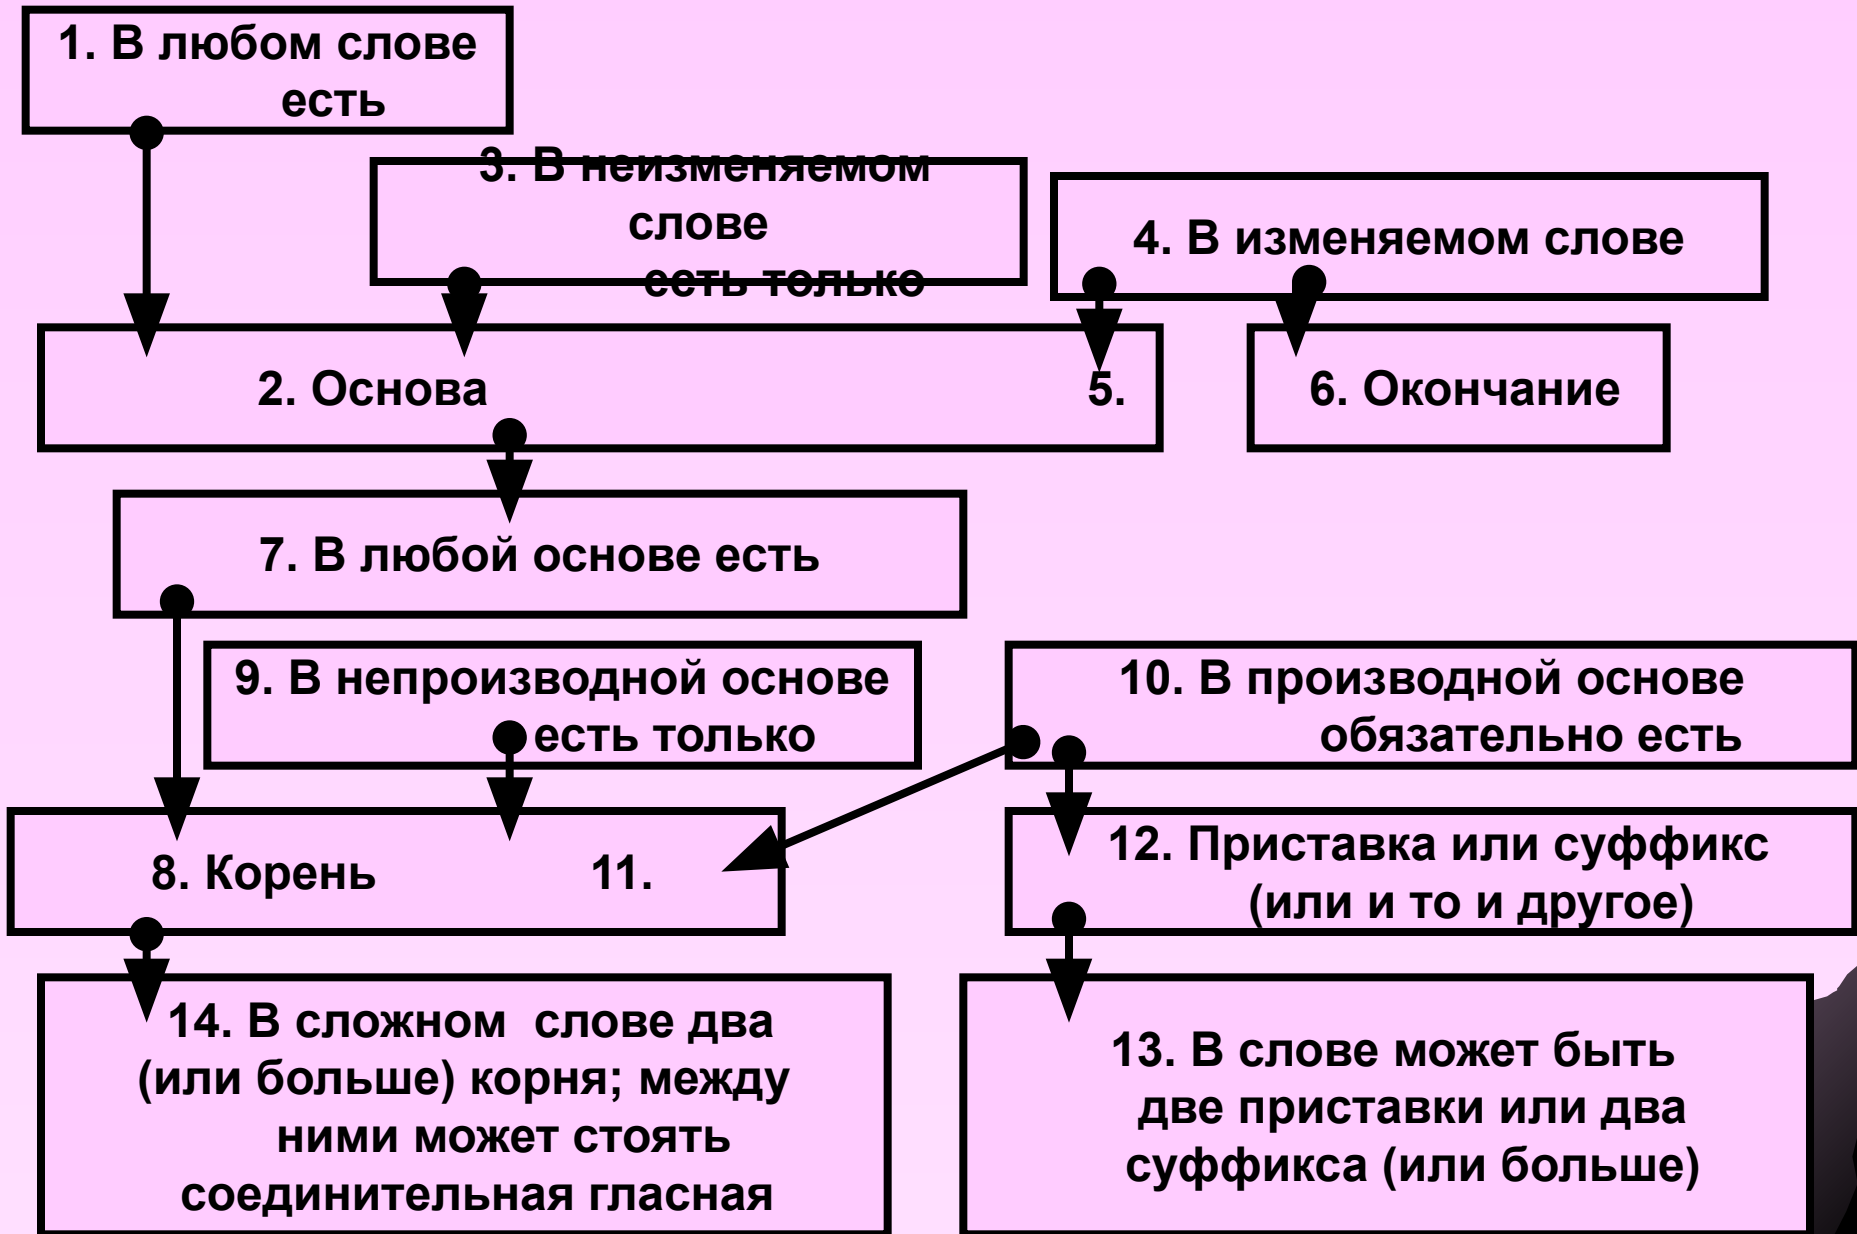 1. В любом слове
есть
3. В неизменяемом
слове
есть только
4. В изменяемом слове
2. Основа 5.
6. Окончание
7. В любой основе есть
9. В непроизводной основе
есть только
10. В производной основе
обязательно есть
8. Корень 11.
12. Приставка или суффикс
(или и то и другое)
14. В сложном слове два
(или больше) корня; между
ними может стоять
соединительная гласная
13. В слове может быть
две приставки или два
суффикса (или больше)